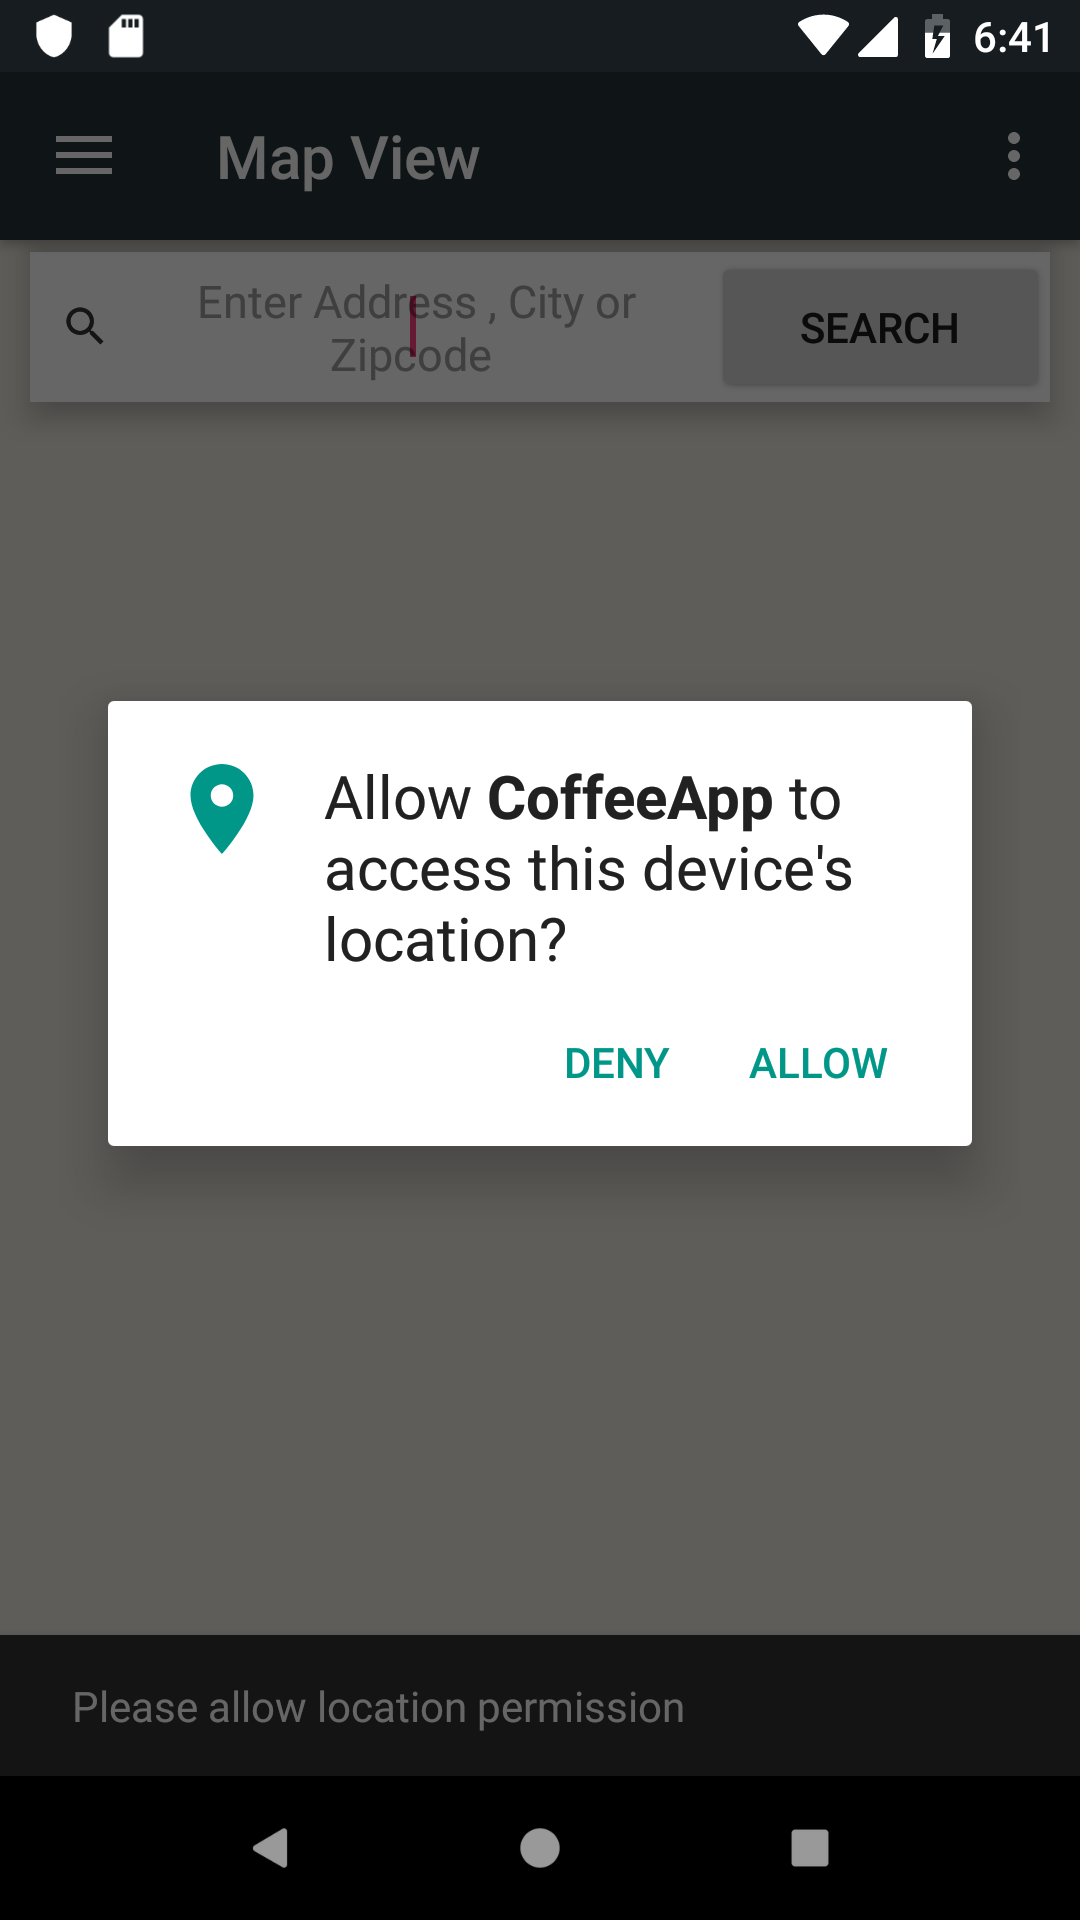 6:41
Map View
Enter Address , City or
Zipcode
SEARCH
Allow CoffeeApp to
access this device's
location?
DENY ALLOW
Please allow location permission